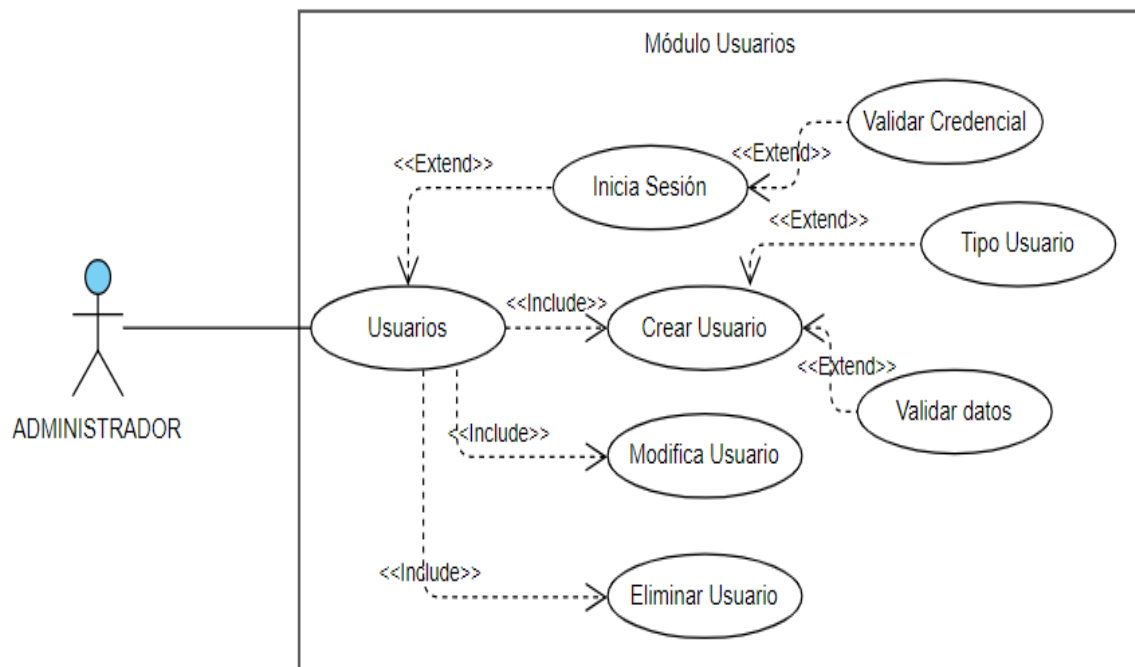 Módulo Usuarios
Validar Credencial
<<Extend>>
<<Extend>>
Inicia Sesión
<<Extend>>
Tipo Usuario
<<Include>>
Usuarios
Crear Usuario
<<Extend>>
Validar datos
ADMINISTRADOR
<<Include>>
Modifica Usuario
<<Include>>
Eliminar Usuario